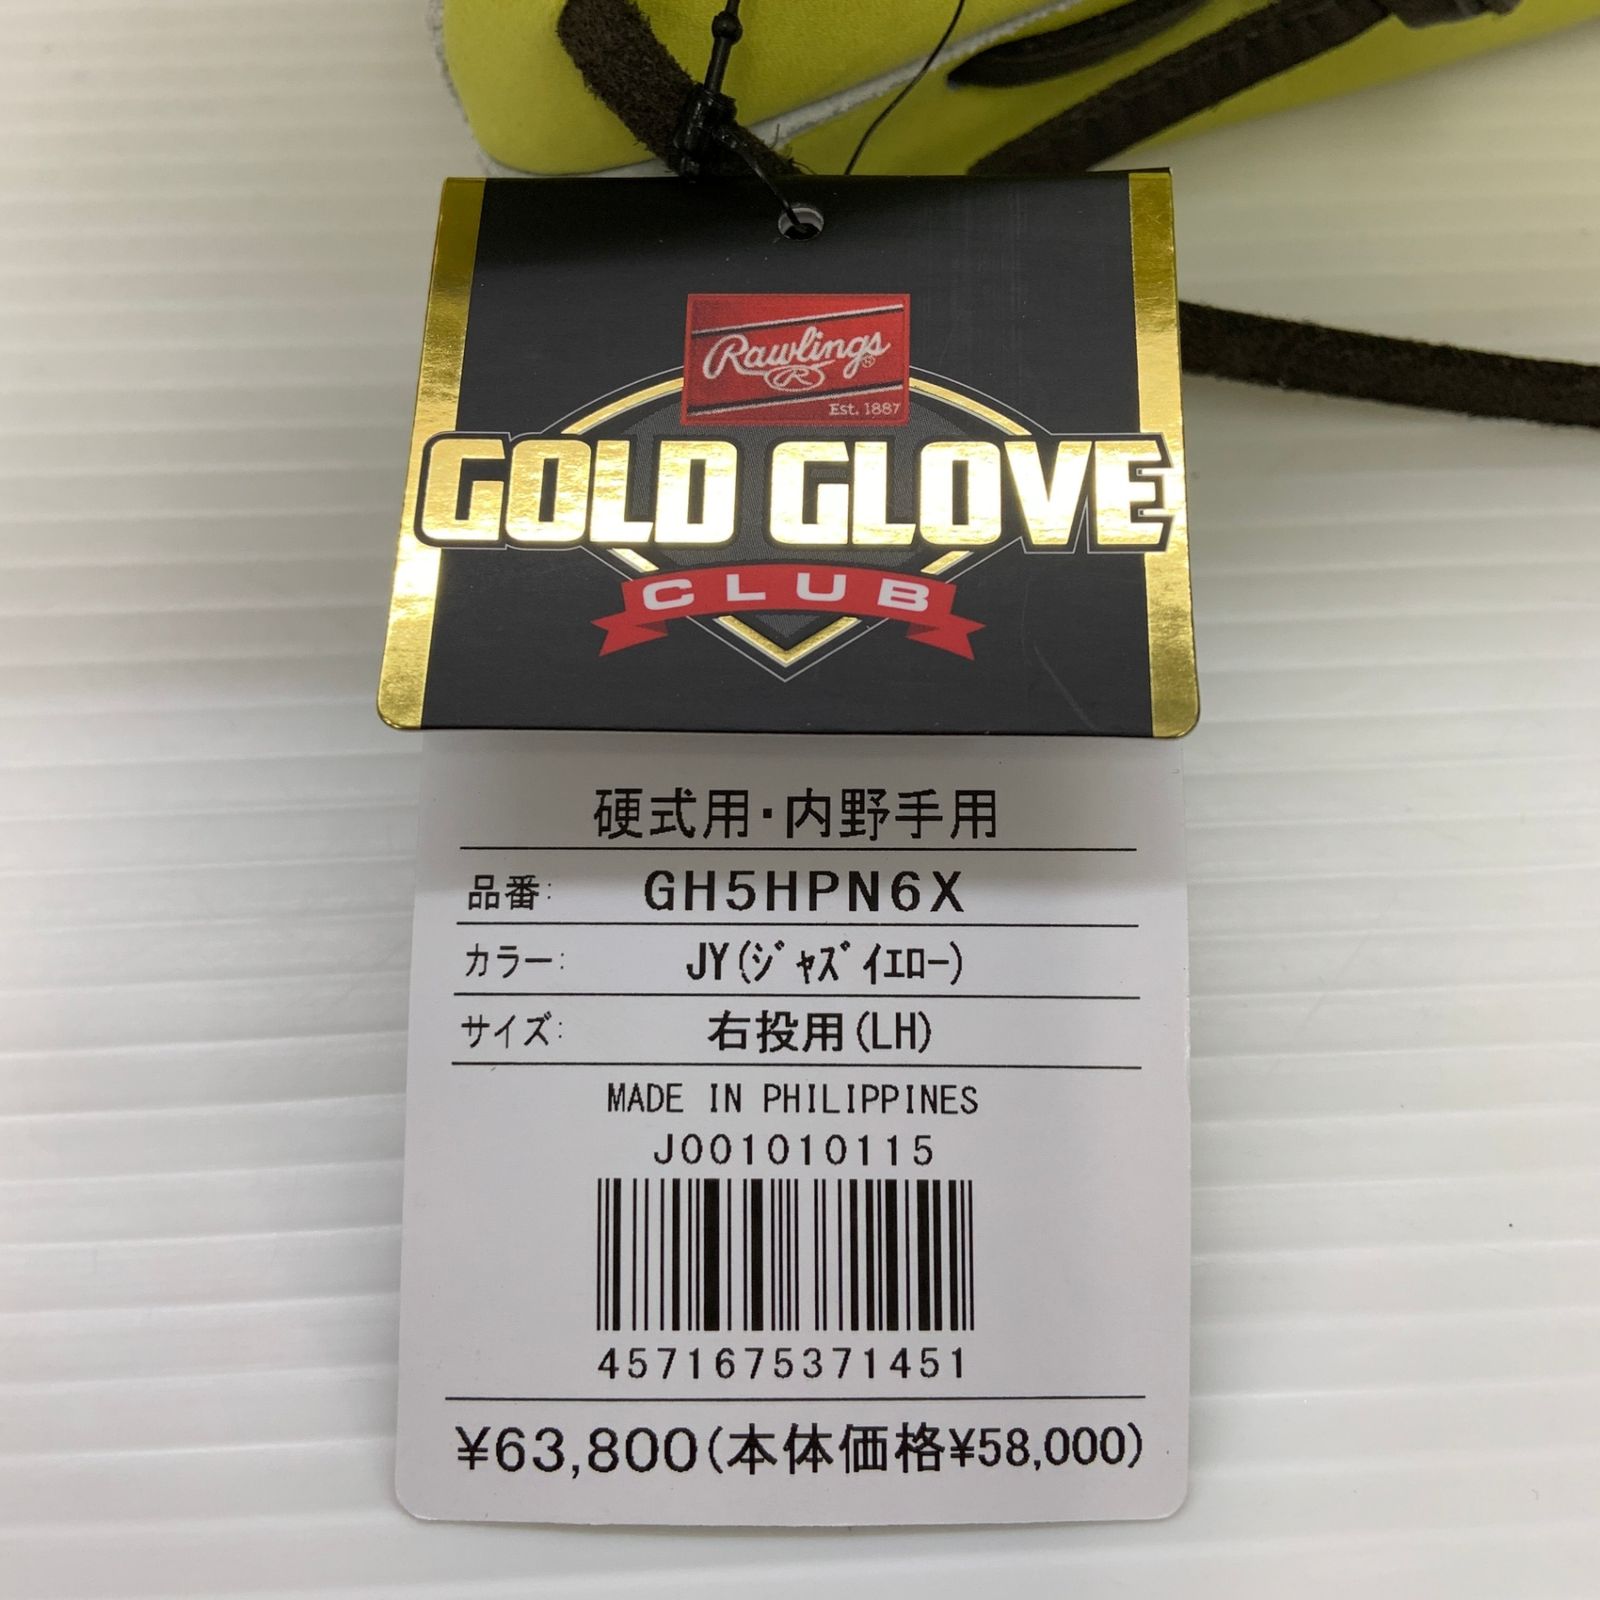 Rawlings®
R
Est. 1887
GOLD GLOVE
CLUB
硬式用・内野手用
品番: GH5HPN6X
カラー: JY(ジャズイエロー)
サイズ: 右投用(LH)
MADE IN PHILIPPINES
J001010115
4571675371451
¥63,800(本体価格¥58,000)